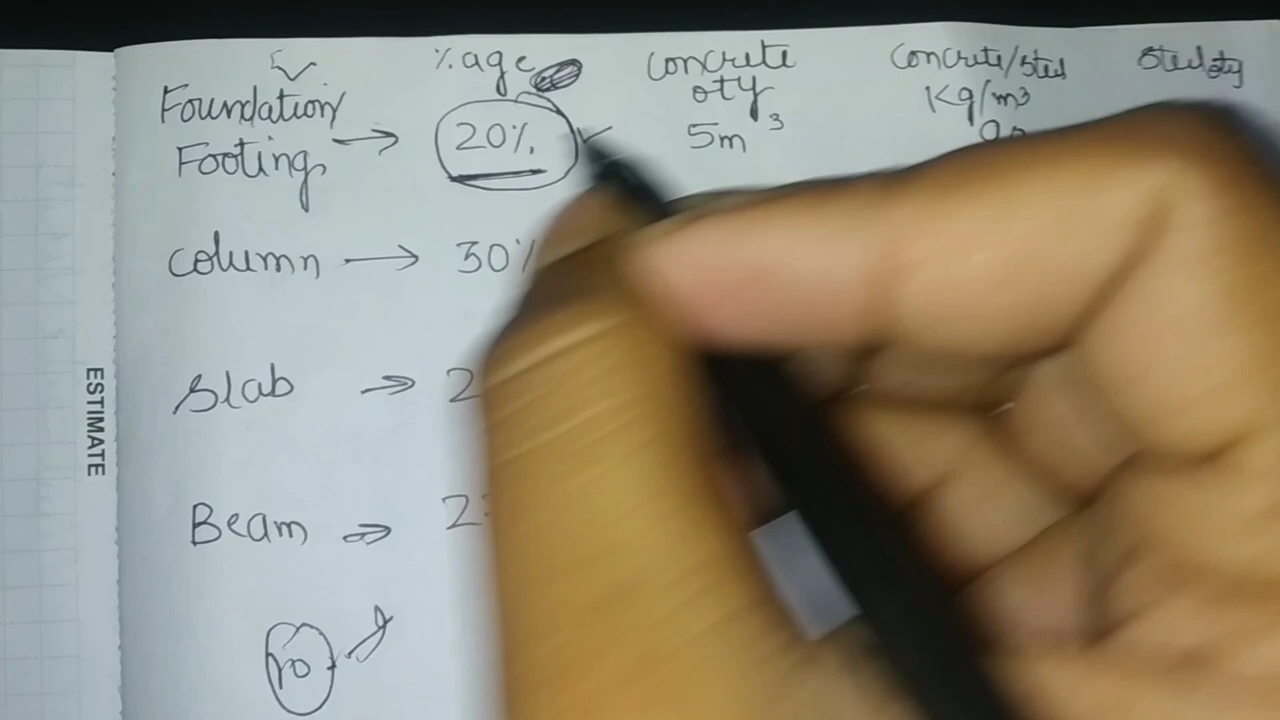 %age
concrete
concrete/steel
steel qty
Foundation
Footing →
20%
qty
5m³
Kg/m³
column → 30%
slab → 2
Beam → 2
ESTIMATE